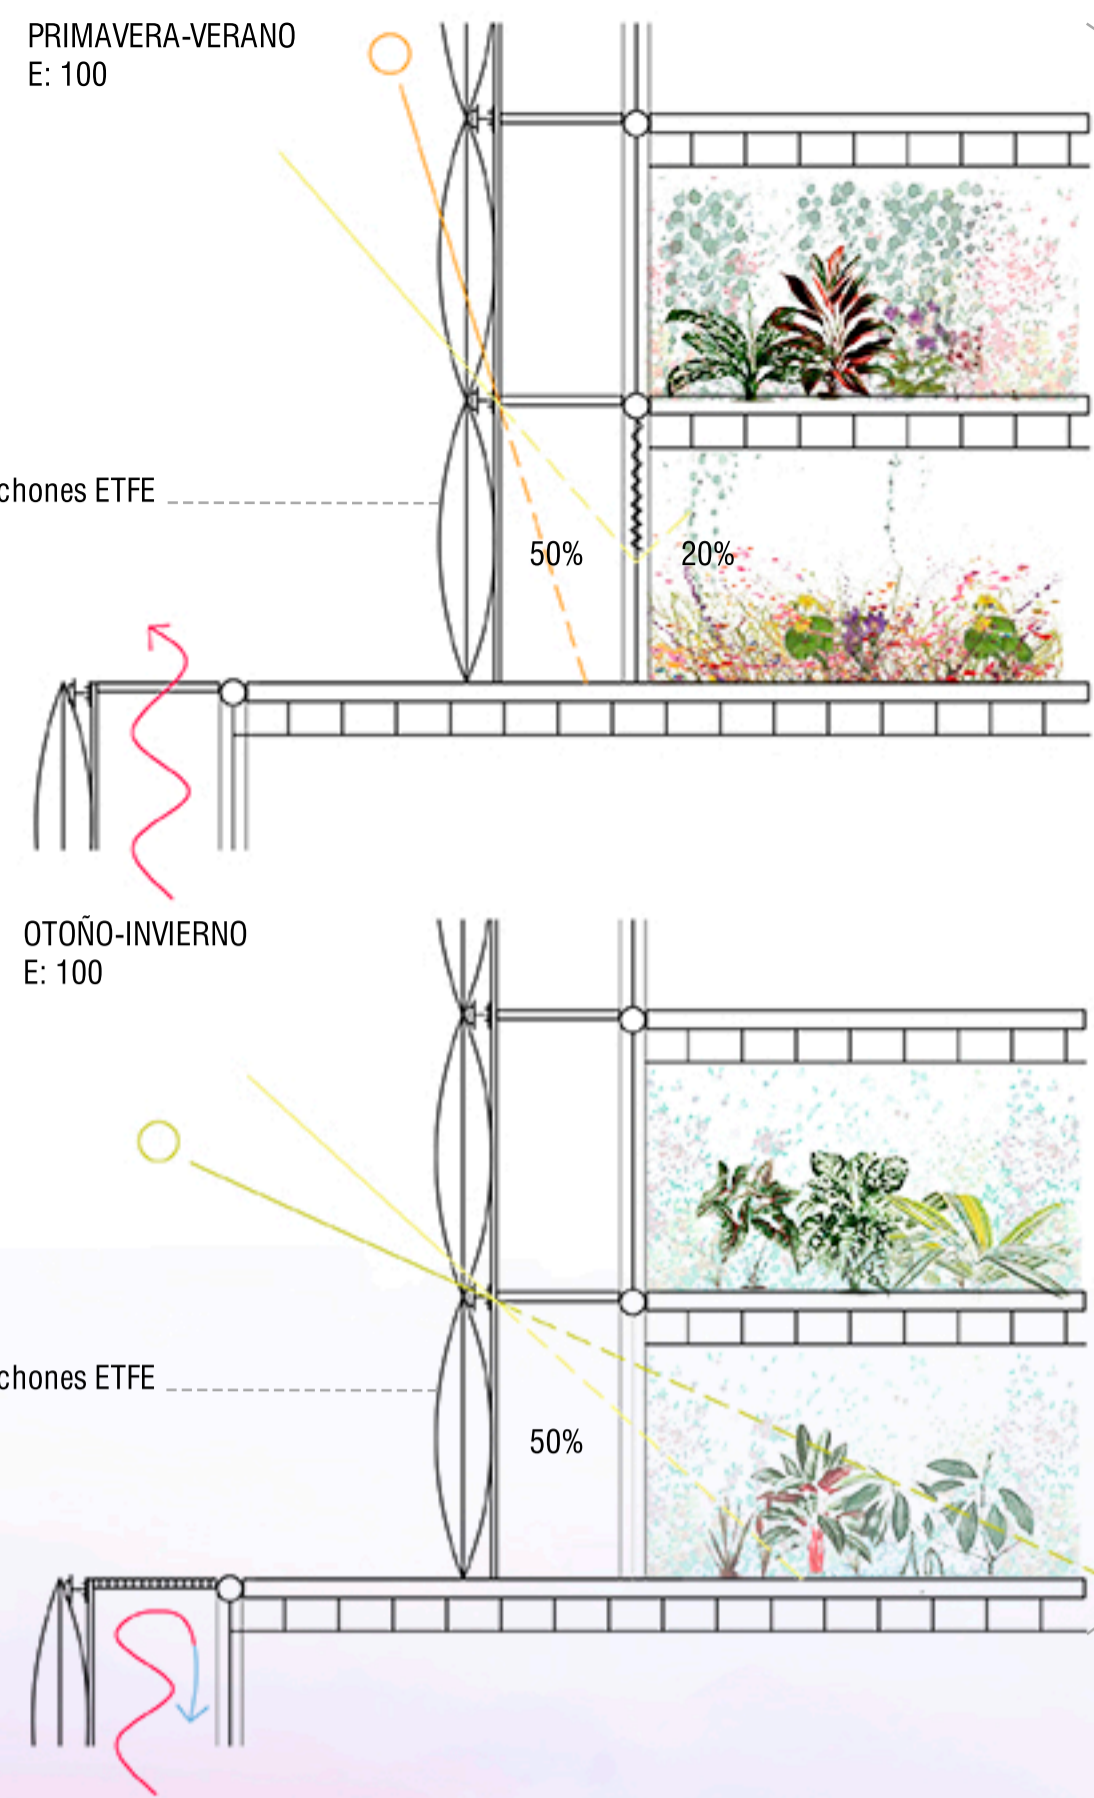 PRIMAVERA-VERANO
E: 100
chones ETFE
50%
20%
OTOÑO-INVIERNO
E: 100
chones ETFE
50%